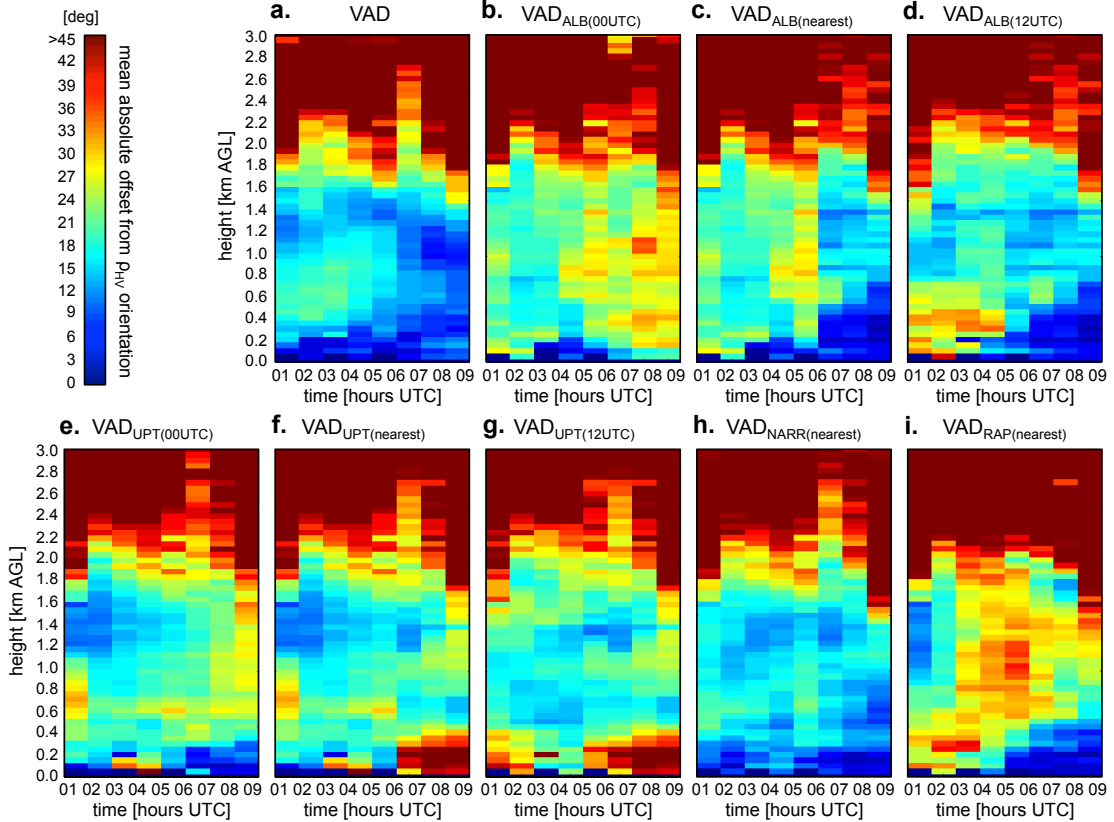 [deg]
>45
42
39
36
33
30
27
24
21
18
15
12
9
6
3
0
mean absolute offset from ρHV orientation
a. VAD
b. VADALB(00UTC)
c. VADALB(nearest)
d. VADALB(12UTC)
height [km AGL]
3.0
2.8
2.6
2.4
2.2
2.0
1.8
1.6
1.4
1.2
1.0
0.8
0.6
0.4
0.2
0.0
01 02 03 04 05 06 07 08 09
01 02 03 04 05 06 07 08 09
01 02 03 04 05 06 07 08 09
01 02 03 04 05 06 07 08 09
time [hours UTC]
time [hours UTC]
time [hours UTC]
time [hours UTC]
e. VADUPT(00UTC)
f. VADUPT(nearest)
g. VADUPT(12UTC)
h. VADNARR(nearest)
i. VADRAP(nearest)
height [km AGL]
3.0
2.8
2.6
2.4
2.2
2.0
1.8
1.6
1.4
1.2
1.0
0.8
0.6
0.4
0.2
0.0
01 02 03 04 05 06 07 08 09
01 02 03 04 05 06 07 08 09
01 02 03 04 05 06 07 08 09
01 02 03 04 05 06 07 08 09
01 02 03 04 05 06 07 08 09
time [hours UTC]
time [hours UTC]
time [hours UTC]
time [hours UTC]
time [hours UTC]